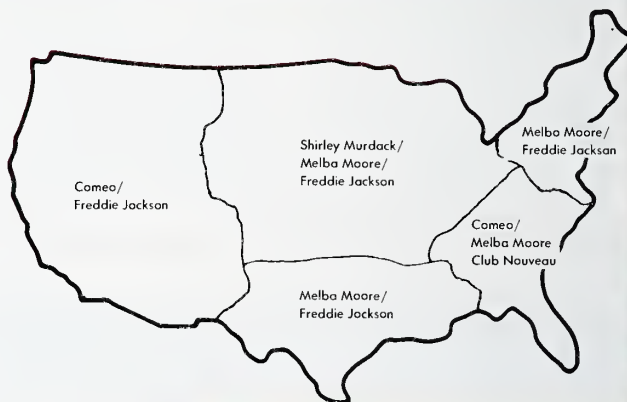 Comeo/
Freddie Jockson
Shirley Murdack/
Melba Moore/
Freddie Jackson
Melbo Moore/
Freddie Jacksan
Comeo/
Melba Moore
Club Nouveau
Melba Moore/
Freddie Jockson